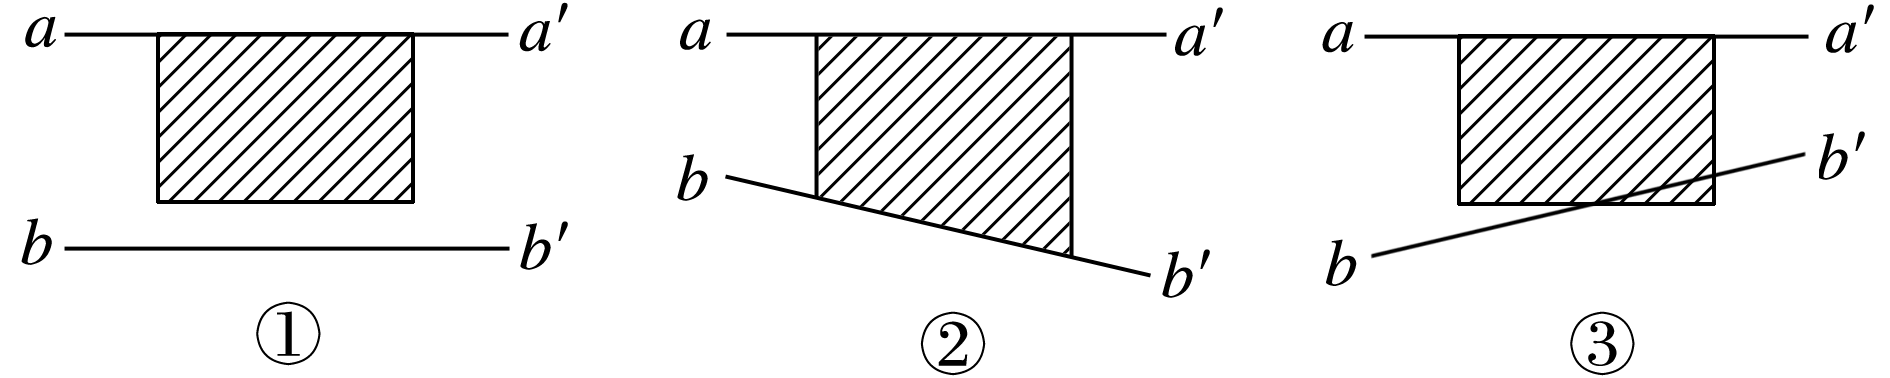 a a′ a a′ a a′
b b′ b b′ b b′
① ② ③